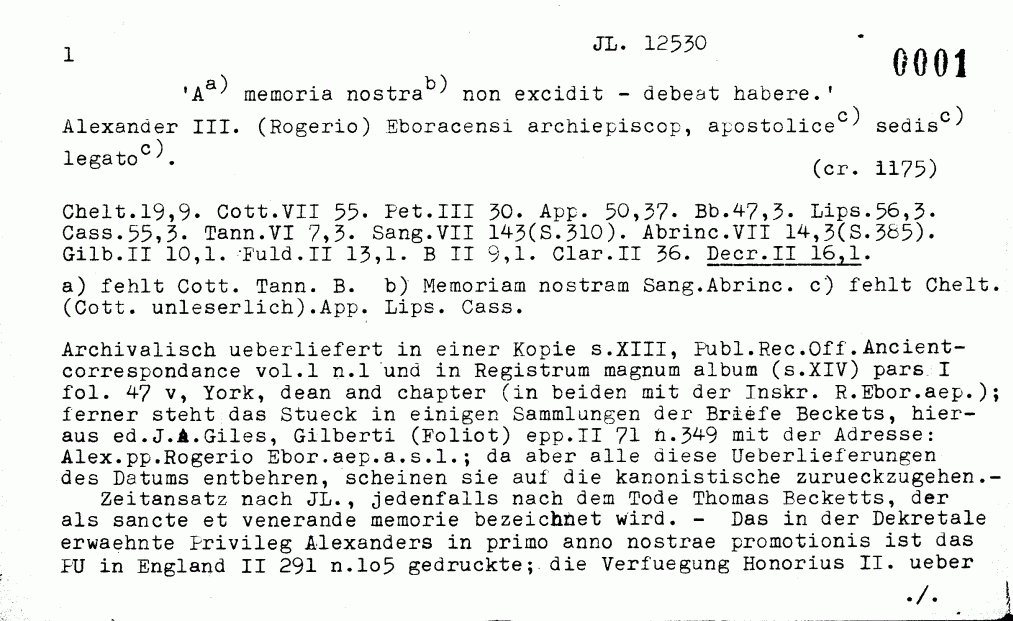 JL. 12530
1
0001
'Aa) memoria nostrab) non excidit - debeat habere.'
Alexander III. (Rogerio) Eboracensi archiepiscop, apostolicec) sedisc)
legatoc).
(cr. 1175)
Chelt.19,9. Cott.VII 55. Pet.III 30. App. 50,37. Bb.47,3. Lips.56,3.
Cass.55,3. Tann.VI 7,3. Sang.VII 143(S.310). Abrinc.VII 14,3(S.385).
Gilb.II 10,1. Fuld.II 13,1. B II 9,1. Clar.II 36. Decr.II 16,1.
a) fehlt Cott. Tann. B. b) Memoriam nostram Sang.Abrinc. c) fehlt Chelt.
(Cott. unleserlich).App. Lips. Cass.
Archivalisch ueberliefert in einer Kopie s.XIII, Publ.Rec.Off.Ancient-
correspondance vol.1 n.1 und in Registrum magnum album (s.XIV) pars I
fol. 47 v, York, dean and chapter (in beiden mit der Inskr. R.Ebor.aep.);
ferner steht das Stueck in einigen Sammlungen der Briefe Beckets, hier-
aus ed.J.A.Giles, Gilberti (Foliot) epp.II 71 n.349 mit der Adresse:
Alex.pp.Rogerio Ebor.aep.a.s.l.; da aber alle diese Ueberlieferungen
des Datums entbehren, scheinen sie auf die kanonistische zurueckzugehen.-
Zeitansatz nach JL., jedenfalls nach dem Tode Thomas Becketts, der
als sancte et venerande memorie bezeichnet wird. - Das in der Dekretale
erwaehnte Privileg Alexanders in primo anno nostrae promotionis ist das
PU in England II 291 n.lo5 gedruckte; die Verfuegung Honorius II. ueber
./.